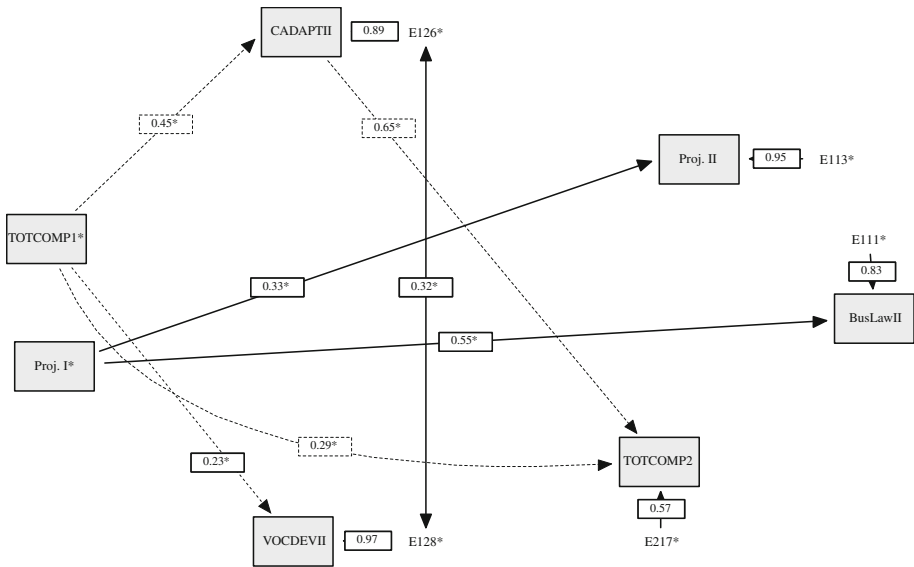 CADAPTII
0.89
E126*
0.45*
0.65*
Proj. II
0.95
E113*
TOTCOMP1*
E111*
0.83
0.33*
0.32*
BusLawII
0.55*
Proj. I*
0.29*
0.23*
TOTCOMP2
0.57
VOCDEVII
0.97
E128*
E217*